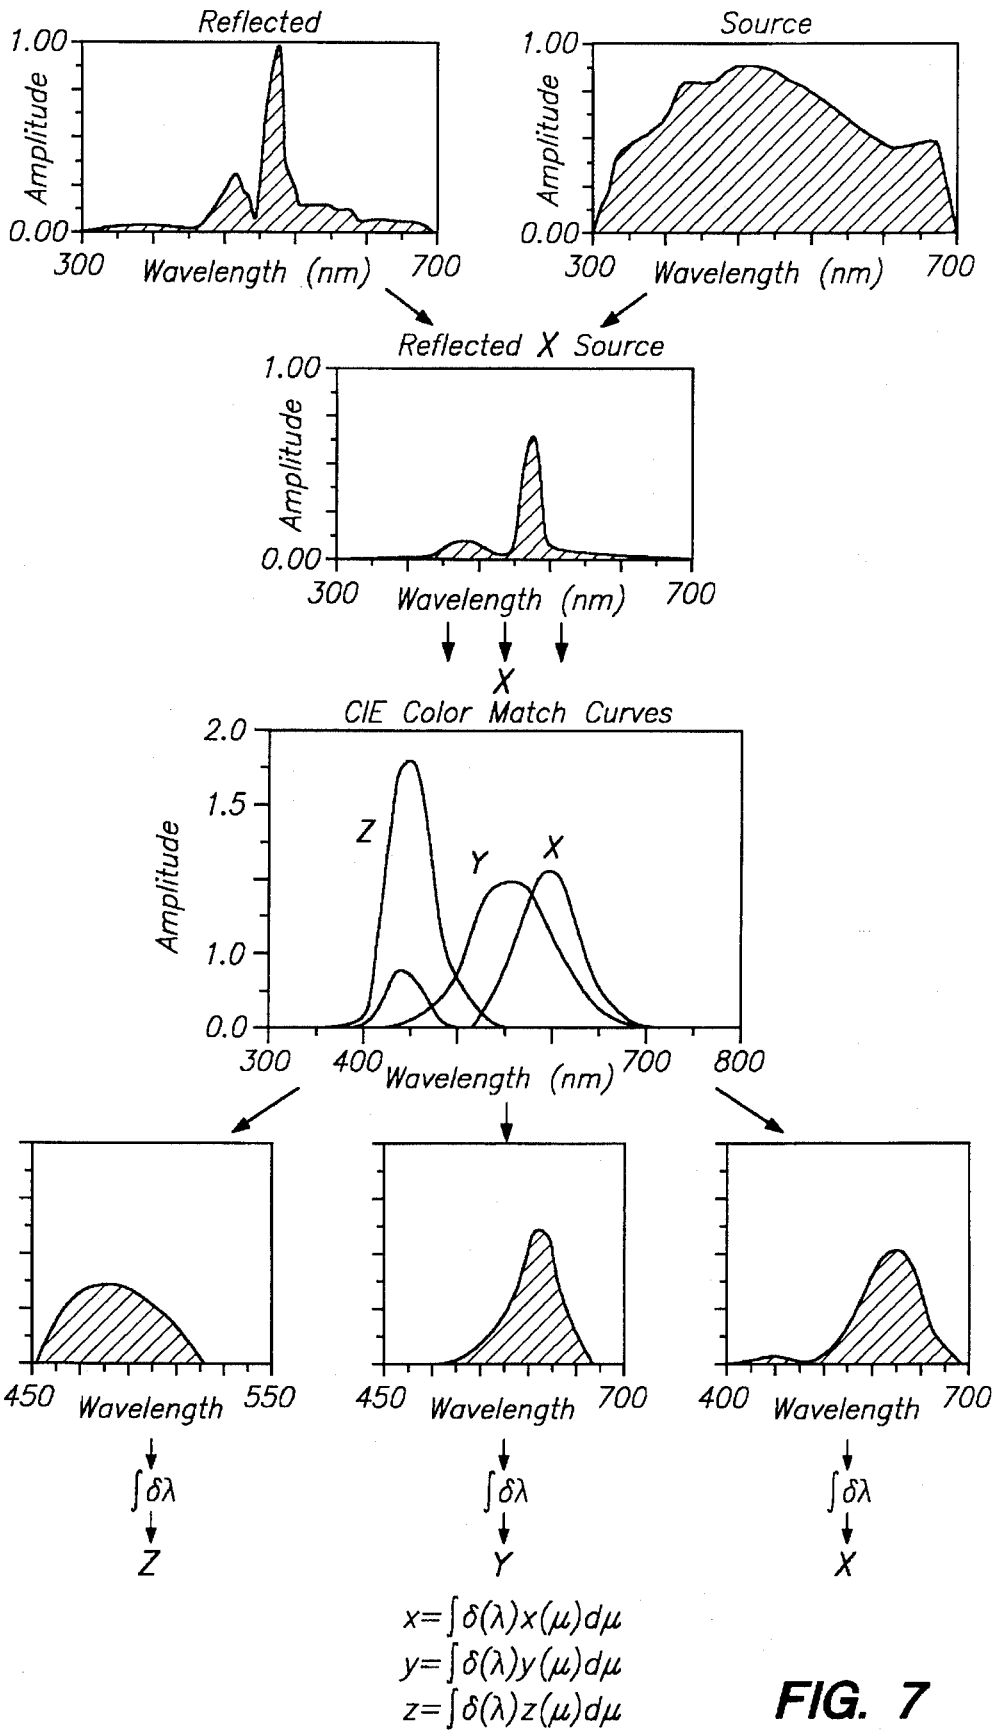 Reflected
Source
1.00
Amplitude
0.00
300 Wavelength (nm) 700
1.00
Amplitude
0.00
300 Wavelength (nm) 700
Reflected X Source
1.00
Amplitude
0.00
300 Wavelength (nm) 700
X
CIE Color Match Curves
2.0
1.5
Amplitude
1.0
0.0
Z
Y
X
300 400 Wavelength (nm) 700 800
450 Wavelength 550
450 Wavelength 700
400 Wavelength 700
∫δλ ∫δλ ∫δλ
Z Y X
x=∫δ(λ)x(μ)dμ
y=∫δ(λ)y(μ)dμ
z=∫δ(λ)z(μ)dμ
FIG. 7